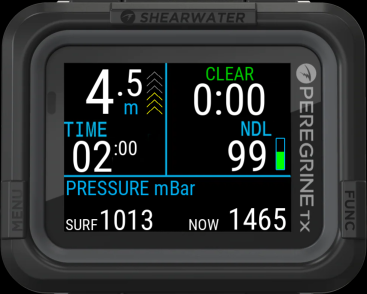 SHEARWATER
4.5 m
CLEAR
0:00
TIME
02:00
NDL
99
PRESSURE mBar
SURF 1013 NOW 1465
PEREGRINE TX
MENU
FUNC